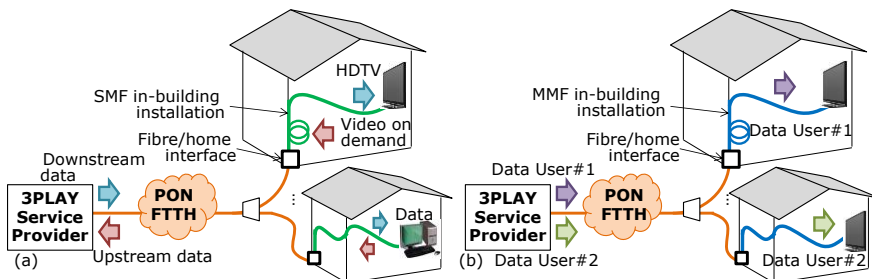 HDTV
SMF in-building
installation
Video on
demand
Fibre/home
interface
Downstream
data
3PLAY
Service
Provider
PON
FTTH
...
Data
Upstream data
(a)
MMF in-building
installation
Data User#1
Fibre/home
interface
Data User#1
3PLAY
Service
Provider
PON
FTTH
...
Data User#2
Data User#2
(b)